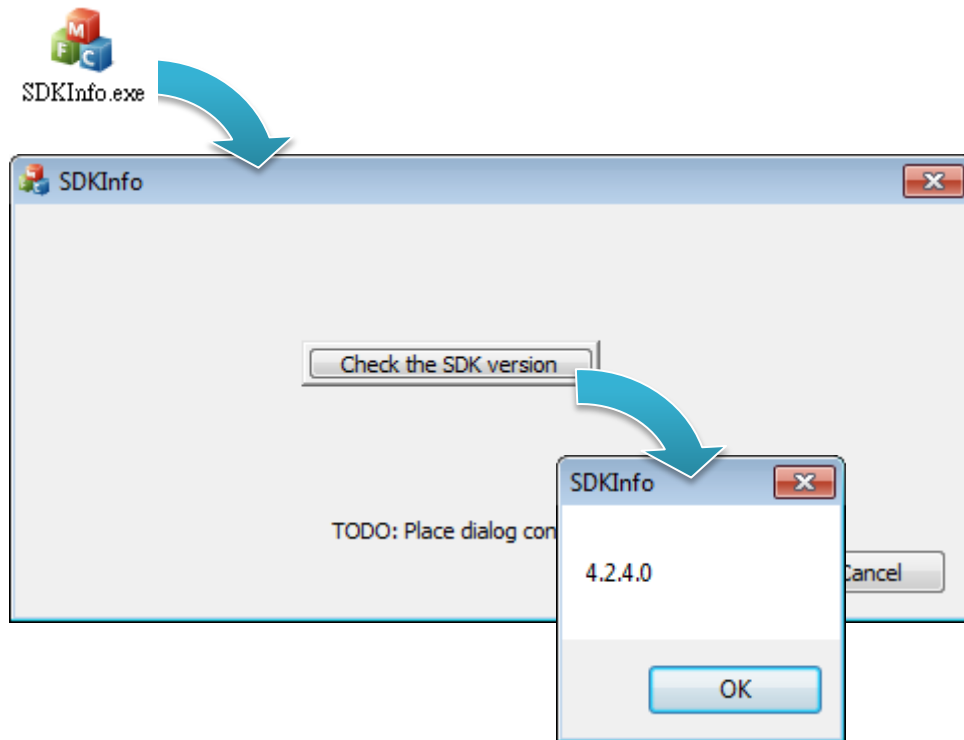 M
F C
SDKInfo.exe
SDKInfo
Check the SDK version
SDKInfo
TODO: Place dialog con
4.2.4.0
Cancel
OK